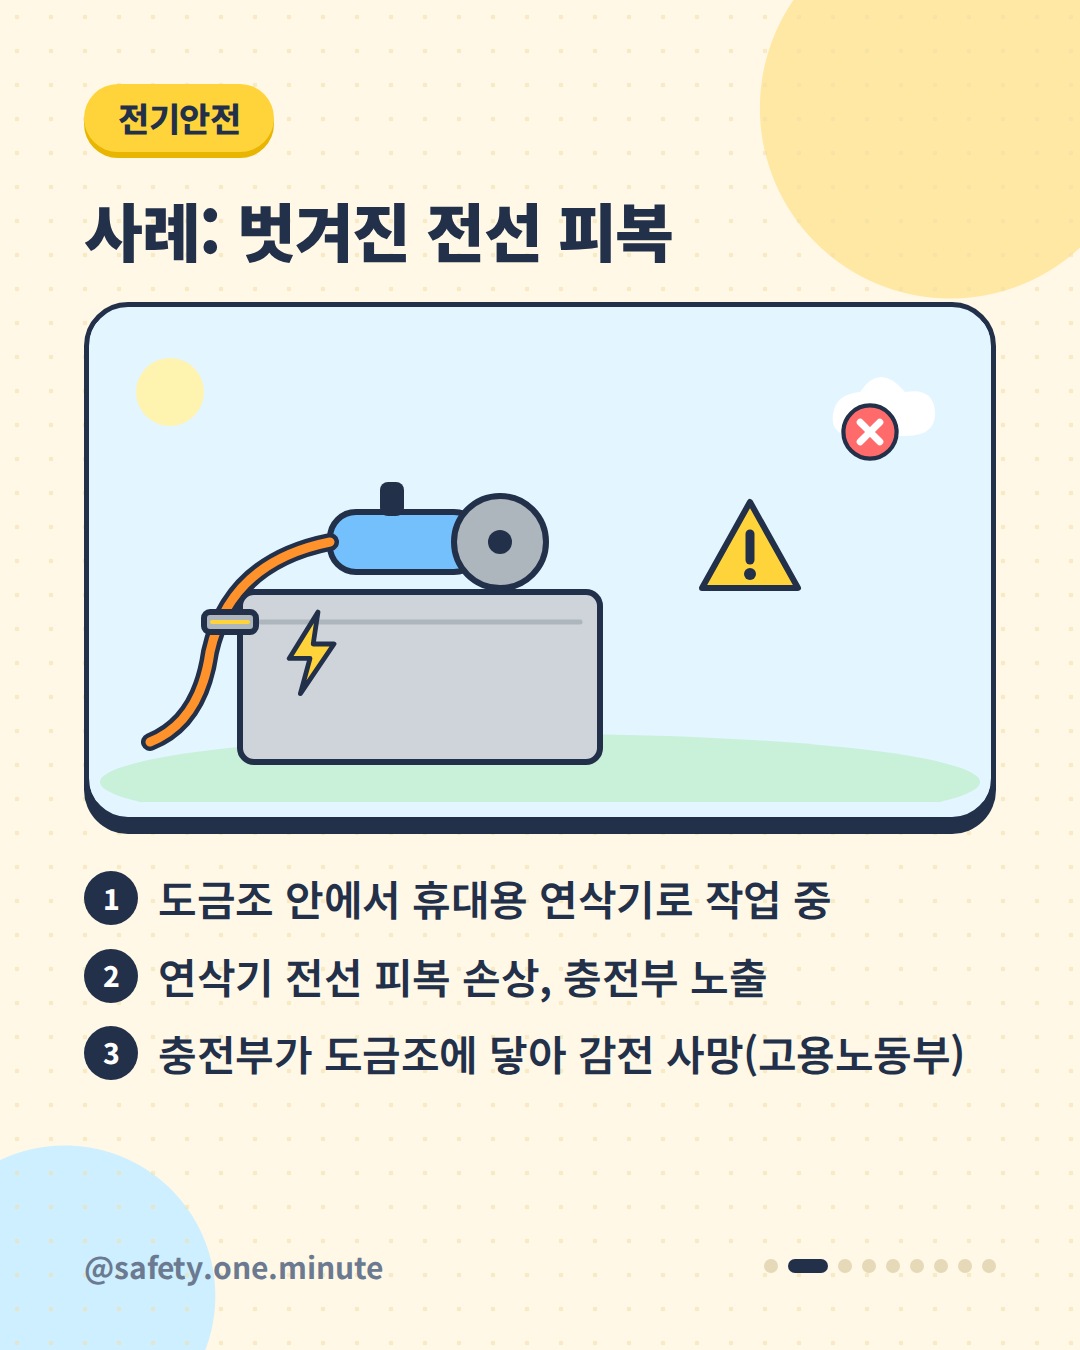 전기안전
사례: 벗겨진 전선 피복
1 도금조 안에서 휴대용 연삭기로 작업 중
2 연삭기 전선 피복 손상, 충전부 노출
3 충전부가 도금조에 닿아 감전 사망(고용노동부)
@safety.one.minute